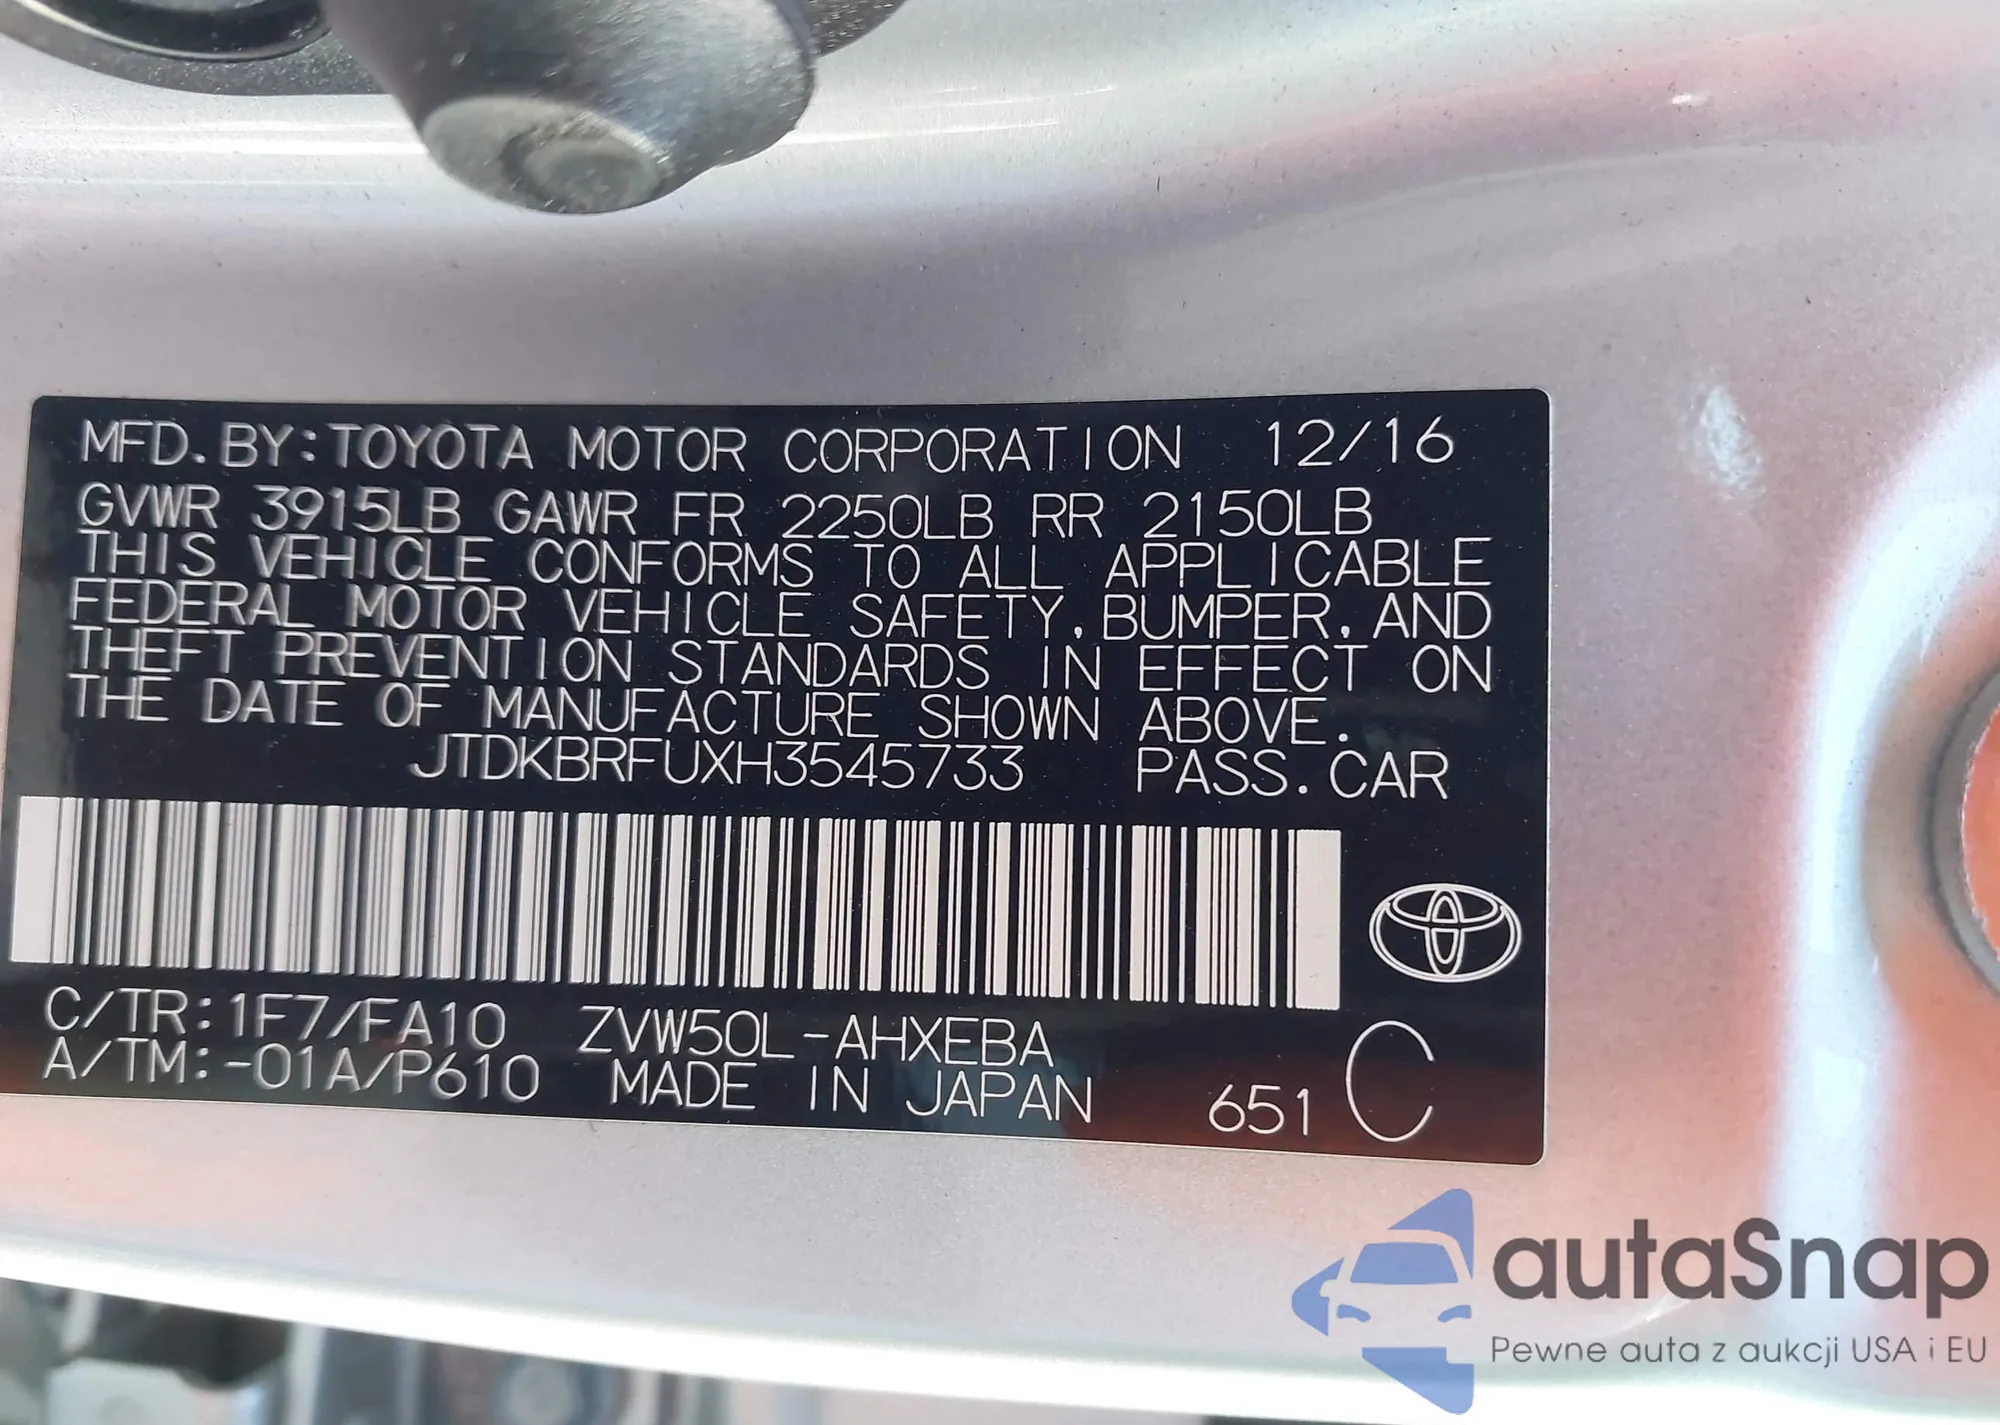 MFD. BY: TOYOTA MOTOR CORPORATION 12/16
GVWR 3915LB GAWR FR 2250LB RR 2150LB
THIS VEHICLE CONFORMS TO ALL APPLICABLE
FEDERAL MOTOR VEHICLE SAFETY, BUMPER, AND
THEFT PREVENTION STANDARDS IN EFFECT ON
THE DATE OF MANUFACTURE SHOWN ABOVE.
JTDKBRFUXH3545733 PASS. CAR
C/TR: 1F7/FA10 ZVW50L-AHXEBA
A/TM: -01A/P610 MADE IN JAPAN 651 C
autaSnap
Pewne auta z aukcji USA i EU